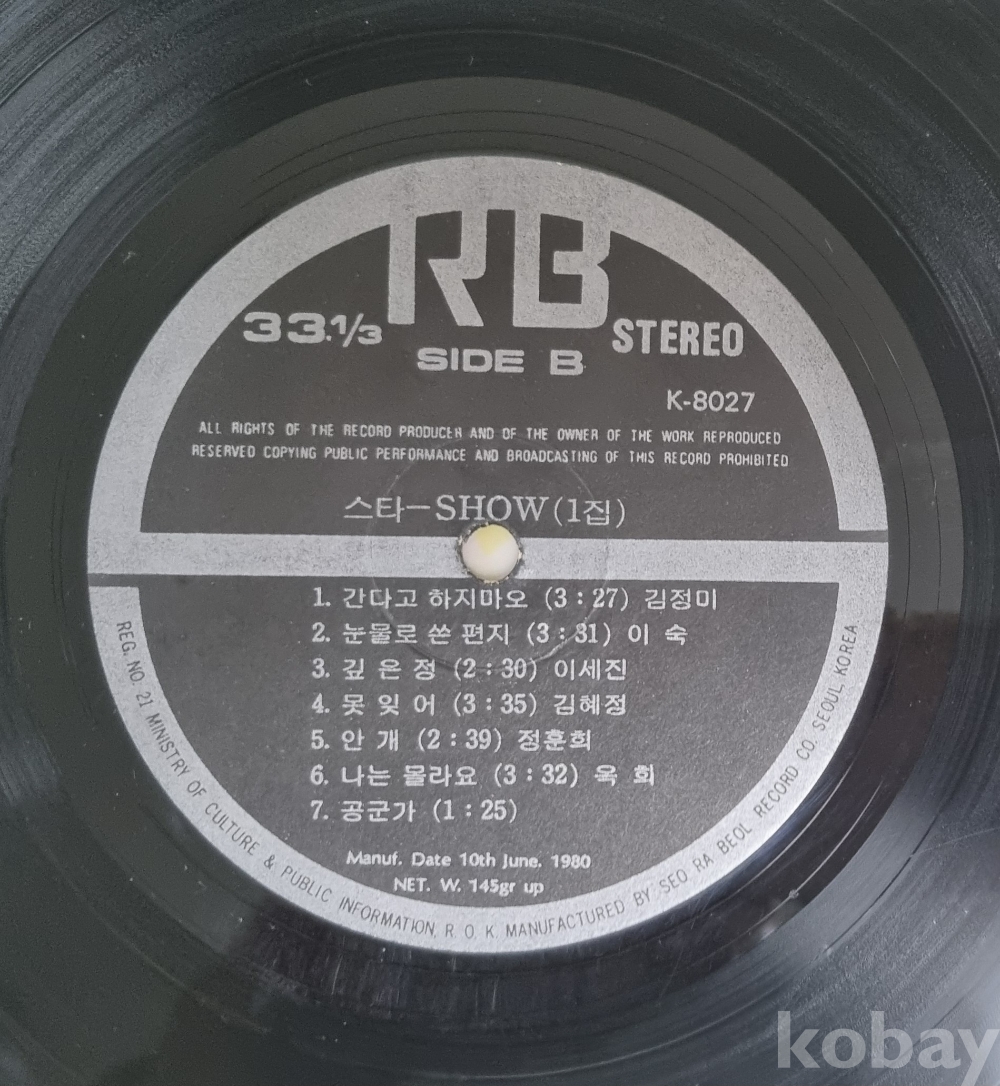 RB
33.1/3
STEREO
SIDE B
K-8027
ALL RIGHTS OF THE RECORD PRODUCER AND OF THE OWNER OF THE WORK REPRODUCED
RESERVED COPYING PUBLIC PERFORMANCE AND BROADCASTING OF THIS RECORD PROHIBITED
스타-SHOW(1집)
1. 간다고 하지마오 (3:27) 김정미
2. 눈물로 쓴 편지 (3:31) 이 숙
3. 깊 은 정 (2:30) 이세진
4. 못 잊 어 (3:35) 김혜정
5. 안 개 (2:39) 정훈희
6. 나는 몰라요 (3:32) 옥 희
7. 공군가 (1:25)
Manuf. Date 10th June. 1980
NET. W. 145gr up
REG. NO. 21 MINISTRY OF CULTURE & PUBLIC INFORMATION, R. O. K. MANUFACTURED BY SEO RA BEOL RECORD CO. SEOUL KOREA
kobay